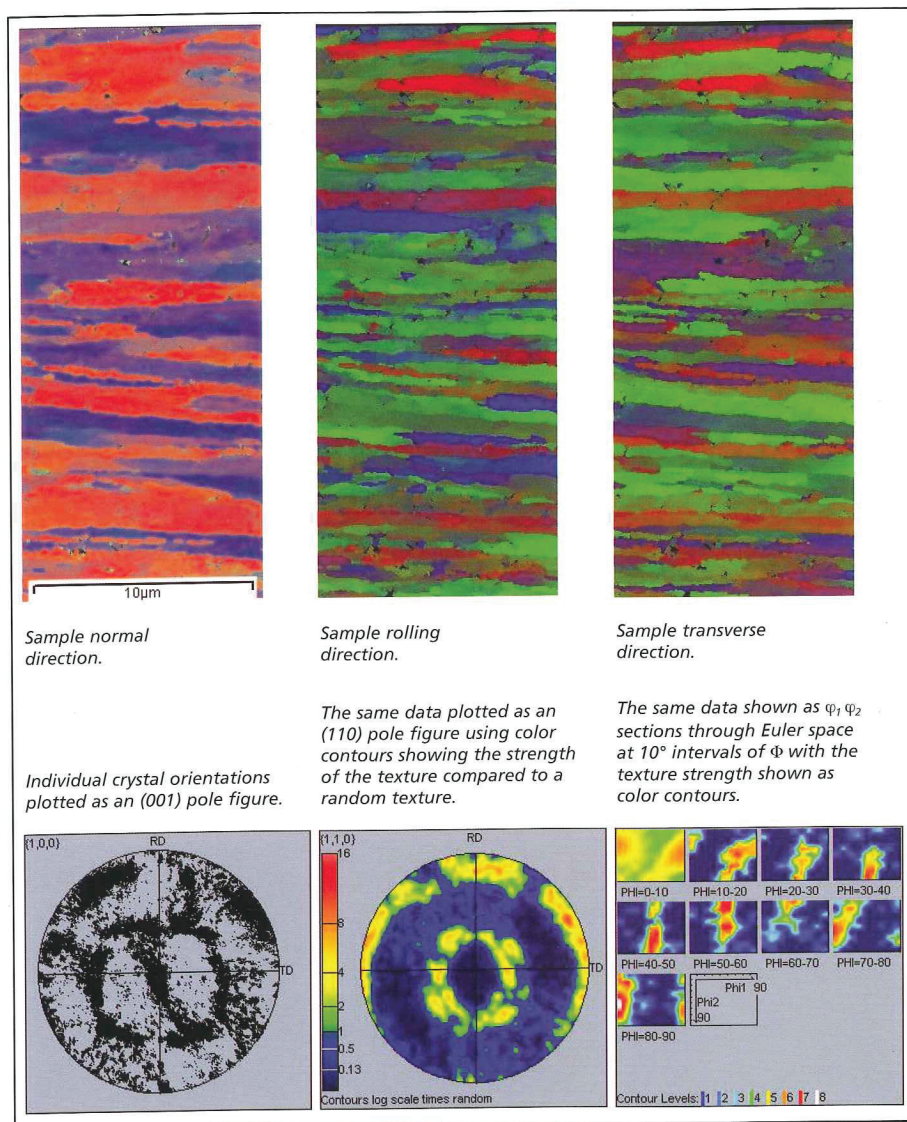 10µm
Sample normal
direction.
Sample rolling
direction.
Sample transverse
direction.
Individual crystal orientations
plotted as an (001) pole figure.
The same data plotted as an
(110) pole figure using color
contours showing the strength
of the texture compared to a
random texture.
The same data shown as φ₁ φ₂
sections through Euler space
at 10° intervals of Φ with the
texture strength shown as
color contours.
{1,0,0}
RD
TD
{1,1,0}
RD
TD
16
8
4
2
1
0.5
0.13
Contours log scale times random
PHI=0-10 PHI=10-20 PHI=20-30 PHI=30-40
PHI=40-50 PHI=50-60 PHI=60-70 PHI=70-80
PHI=80-90
Phi1 90
Phi2
90
Contour Levels: 1 2 3 4 5 6 7 8